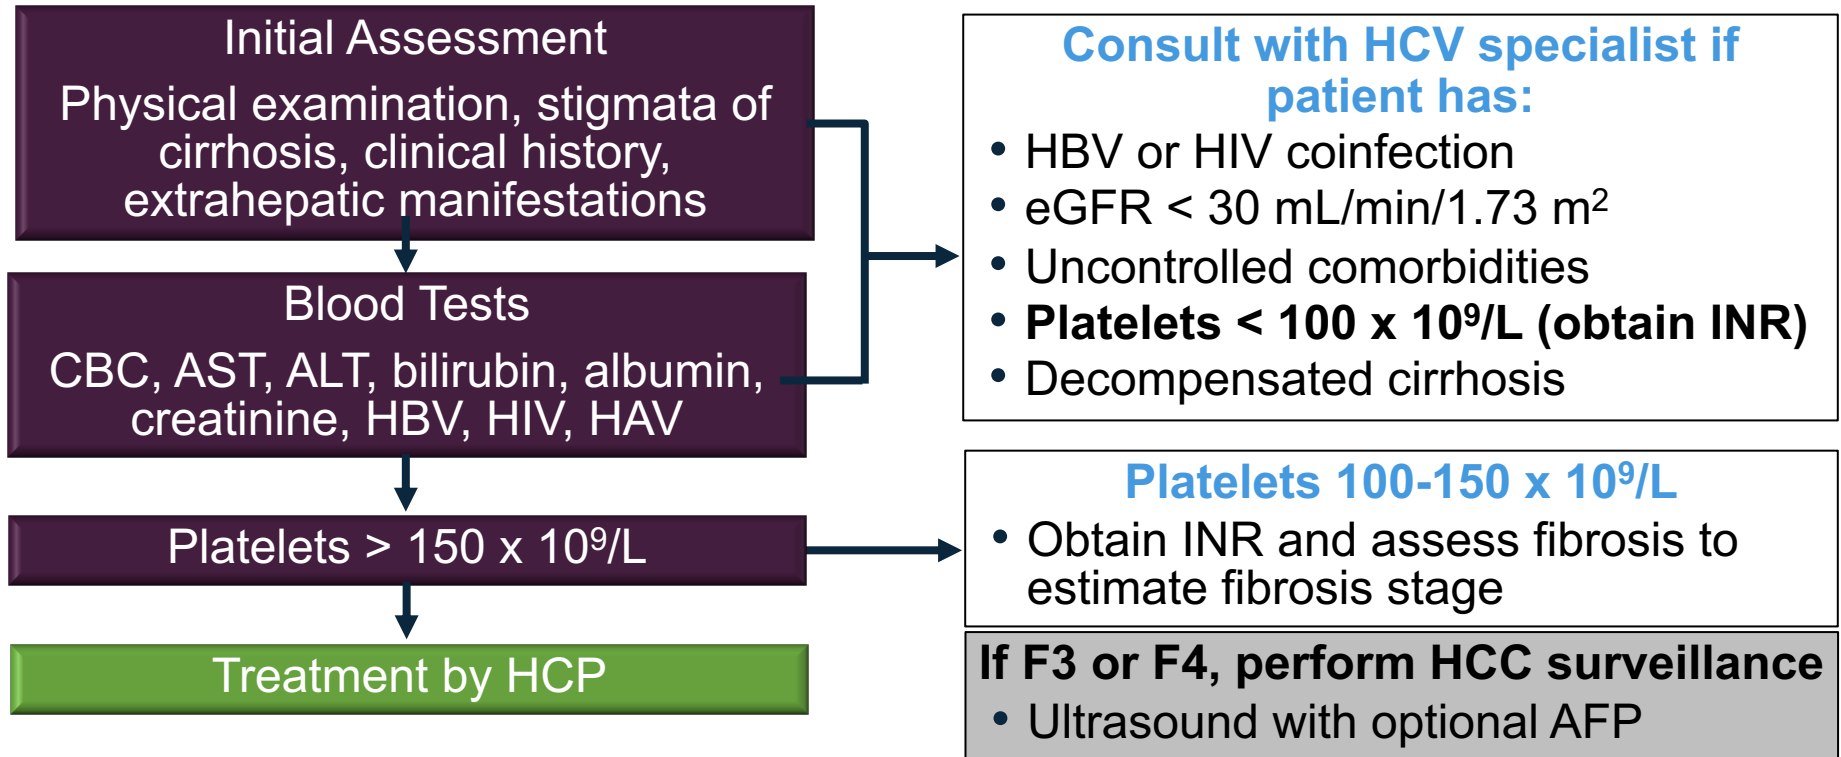 Initial Assessment
Physical examination, stigmata of
cirrhosis, clinical history,
extrahepatic manifestations
Blood Tests
CBC, AST, ALT, bilirubin, albumin,
creatinine, HBV, HIV, HAV
Platelets > 150 x 10⁹/L
Treatment by HCP
Consult with HCV specialist if
patient has:
• HBV or HIV coinfection
• eGFR < 30 mL/min/1.73 m²
• Uncontrolled comorbidities
• Platelets < 100 x 10⁹/L (obtain INR)
• Decompensated cirrhosis
Platelets 100-150 x 10⁹/L
• Obtain INR and assess fibrosis to
estimate fibrosis stage
If F3 or F4, perform HCC surveillance
• Ultrasound with optional AFP